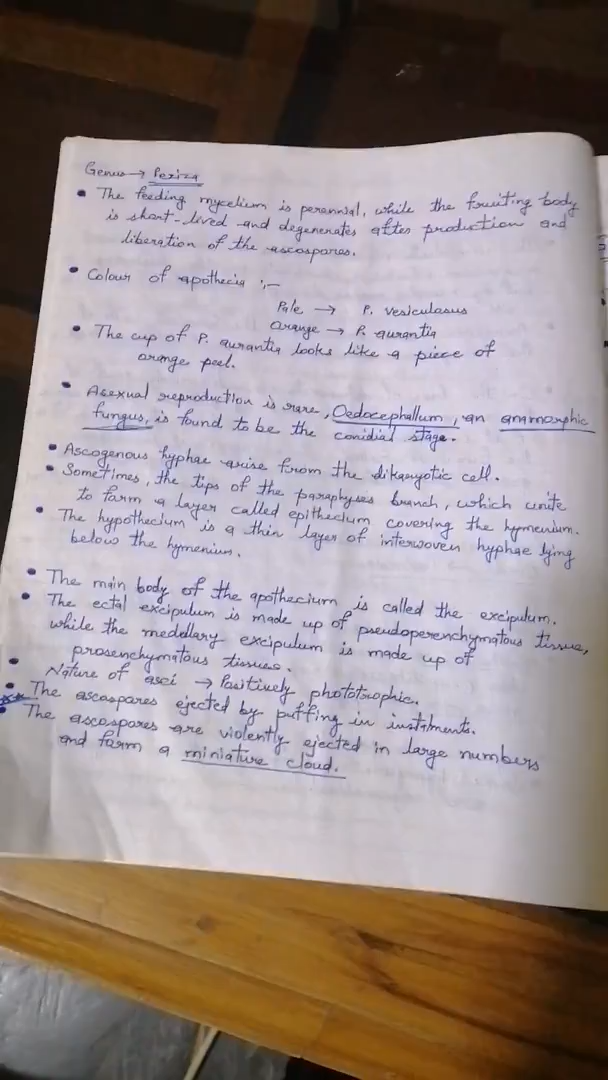 Genus → Peziza
• The feeding mycelium is perannial, while the fruiting body
is short-lived and degenerates after production and
liberation of the ascospores.
• Colour of apothecia :-
Pale → P. vesiculosus
Orange → P. aurantia
• The cup of P. aurantia looks like a piece of
orange peel.
• Asexual reproduction is rare, Oedocephallum, an anamorphic
fungus, is found to be the conidial stage.
• Ascogenous hyphae arise from the dikaryotic cell.
• Sometimes, the tips of the paraphyses branch, which unite
to form a layer called epithecium covering the hymenium.
• The hypothecium is a thin layer of interwoven hyphae lying
below the hymenium.
• The main body of the apothecium is called the excipulum.
• The ectal excipulum is made up of pseudoperenchymatous tissue,
while the medellary excipulum is made up of
prosenchymatous tissues.
• Nature of asci → Positively phototrophic.
• The ascospores ejected by puffing in instalments.
** • The ascospores are violently ejected in large numbers
and form a miniature cloud.